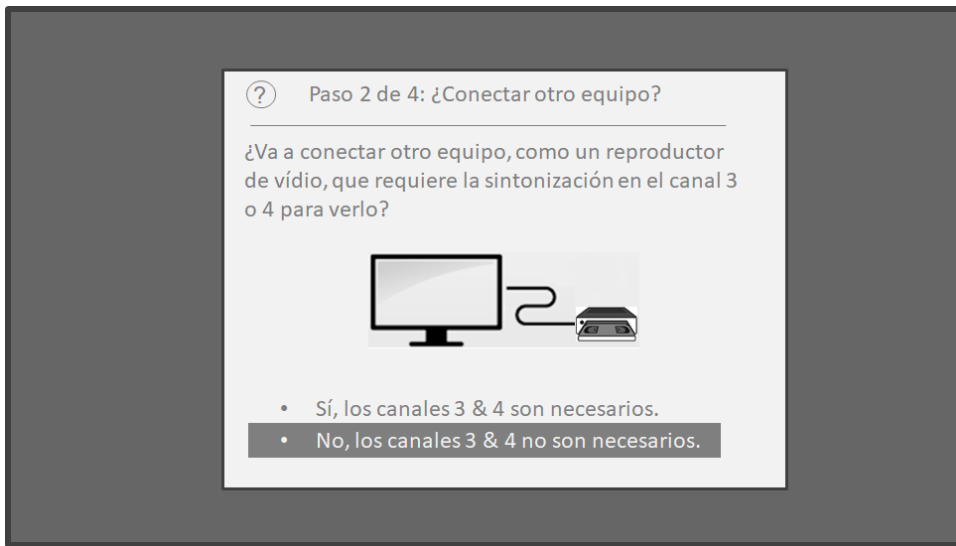 ? Paso 2 de 4: ¿Conectar otro equipo?
¿Va a conectar otro equipo, como un reproductor
de vídio, que requiere la sintonización en el canal 3
o 4 para verlo?
• Sí, los canales 3 & 4 son necesarios.
• No, los canales 3 & 4 no son necesarios.